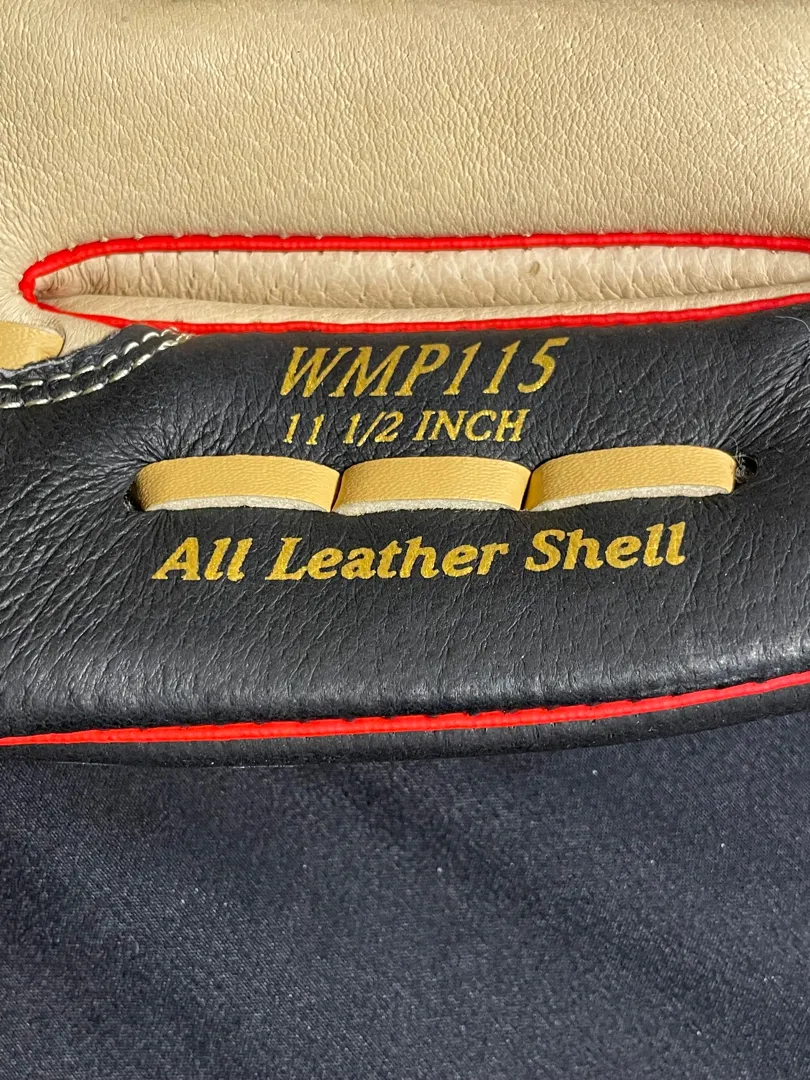 WMP115
11 1/2 INCH
All Leather Shell